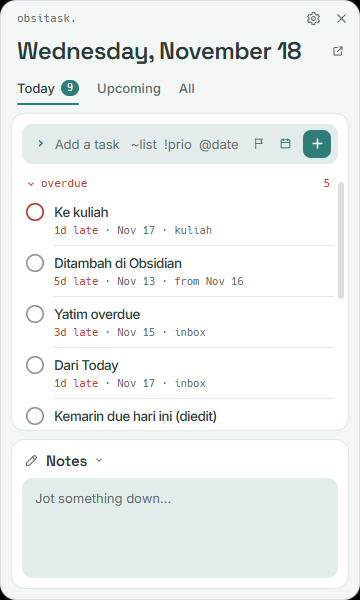 obsitask.
Wednesday, November 18
Today 9 Upcoming All
Add a task ~list !prio @date
overdue 5
Ke kuliah
1d late · Nov 17 · kuliah
Ditambah di Obsidian
5d late · Nov 13 · from Nov 16
Yatim overdue
3d late · Nov 15 · inbox
Dari Today
1d late · Nov 17 · inbox
Kemarin due hari ini (diedit)
Notes
Jot something down...